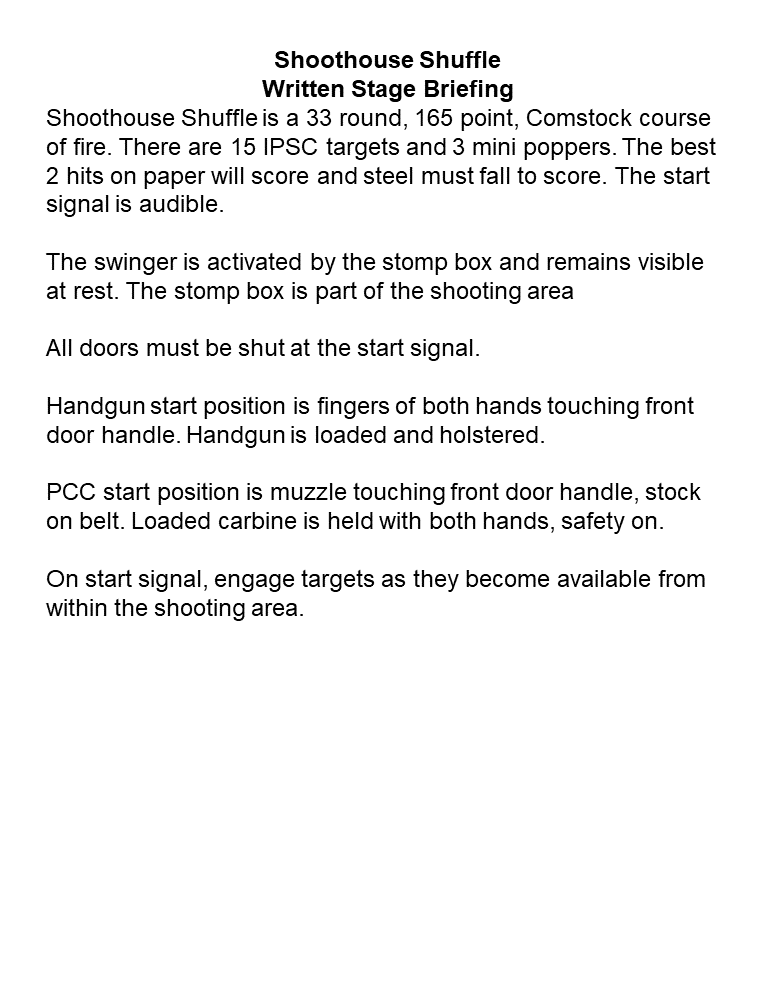 Shoothouse Shuffle
Written Stage Briefing
Shoothouse Shuffle is a 33 round, 165 point, Comstock course
of fire. There are 15 IPSC targets and 3 mini poppers. The best
2 hits on paper will score and steel must fall to score. The start
signal is audible.
The swinger is activated by the stomp box and remains visible
at rest. The stomp box is part of the shooting area
All doors must be shut at the start signal.
Handgun start position is fingers of both hands touching front
door handle. Handgun is loaded and holstered.
PCC start position is muzzle touching front door handle, stock
on belt. Loaded carbine is held with both hands, safety on.
On start signal, engage targets as they become available from
within the shooting area.